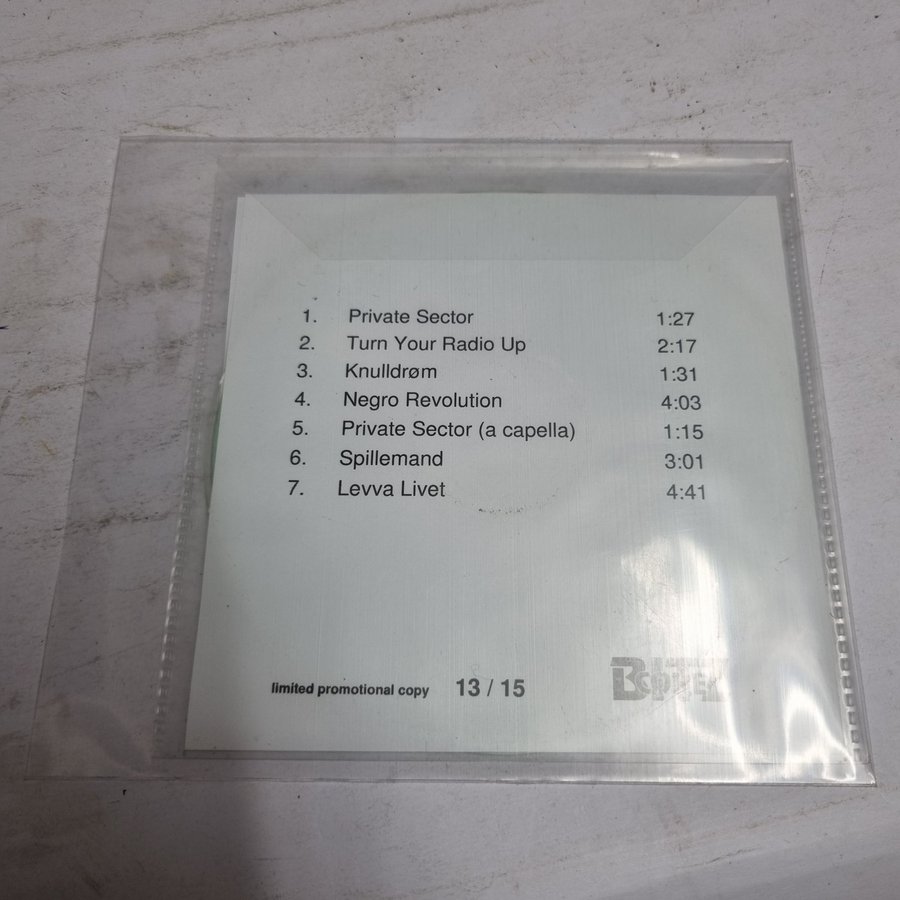 1. Private Sector 1:27
2. Turn Your Radio Up 2:17
3. Knulldrøm 1:31
4. Negro Revolution 4:03
5. Private Sector (a capella) 1:15
6. Spillemand 3:01
7. Levva Livet 4:41
limited promotional copy 13 / 15